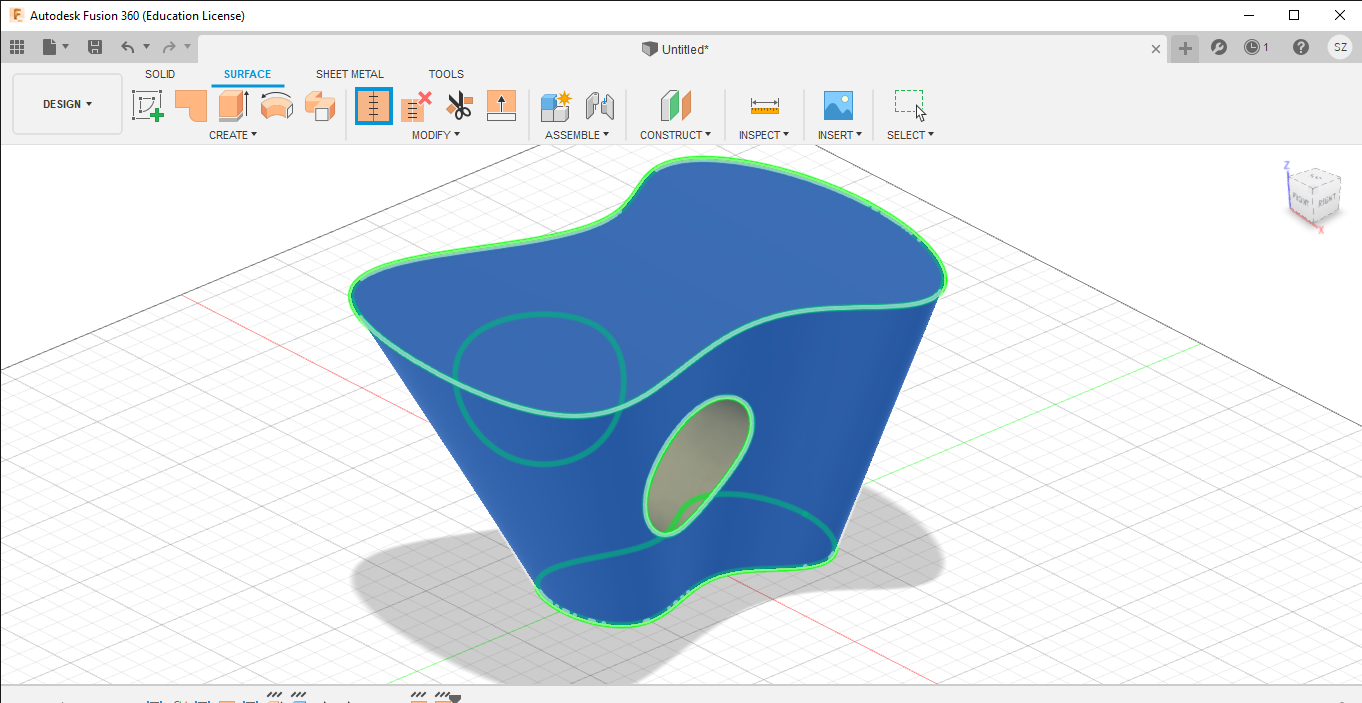 Autodesk Fusion 360 (Education License)
Untitled*
1
SZ
SOLID SURFACE SHEET METAL TOOLS
DESIGN
CREATE MODIFY ASSEMBLE CONSTRUCT INSPECT INSERT SELECT
Z
RIGHT
X